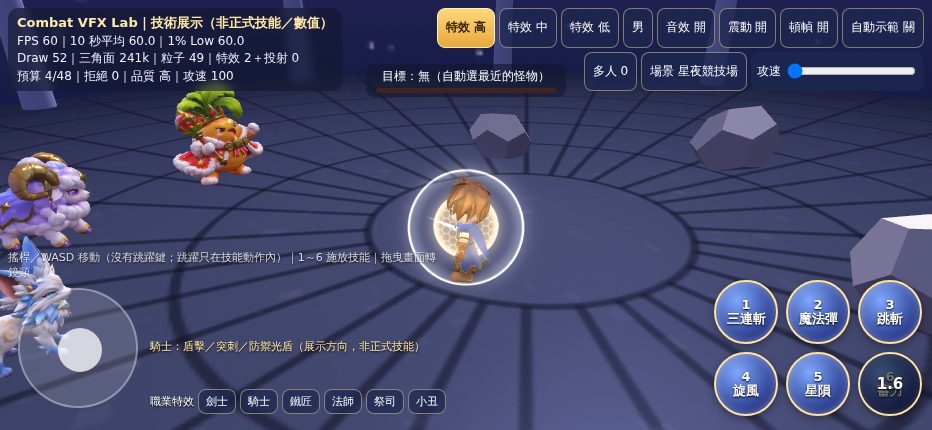 Combat VFX Lab｜技術展示（非正式技能／數值）
FPS 60｜10 秒平均 60.0｜1% Low 60.0
Draw 52｜三角面 241k｜粒子 49｜特效 2＋投射 0
預算 4/48｜拒絕 0｜品質 高｜攻速 100
特效 高
特效 中
特效 低
男
音效 開
震動 開
頓幀 開
自動示範 關
多人 0
場景 星夜競技場
攻速
目標：無（自動選最近的怪物）
搖桿／WASD 移動（沒有跳躍鍵；跳躍只在技能動作內）｜1~6 施放技能｜拖曳畫面轉
鏡頭
騎士：盾擊／突刺／防禦光盾（展示方向，非正式技能）
職業特效
劍士
騎士
鐵匠
法師
祭司
小丑
1
三連斬
2
魔法彈
3
跳斬
4
旋風
5
星隕
6
1.6